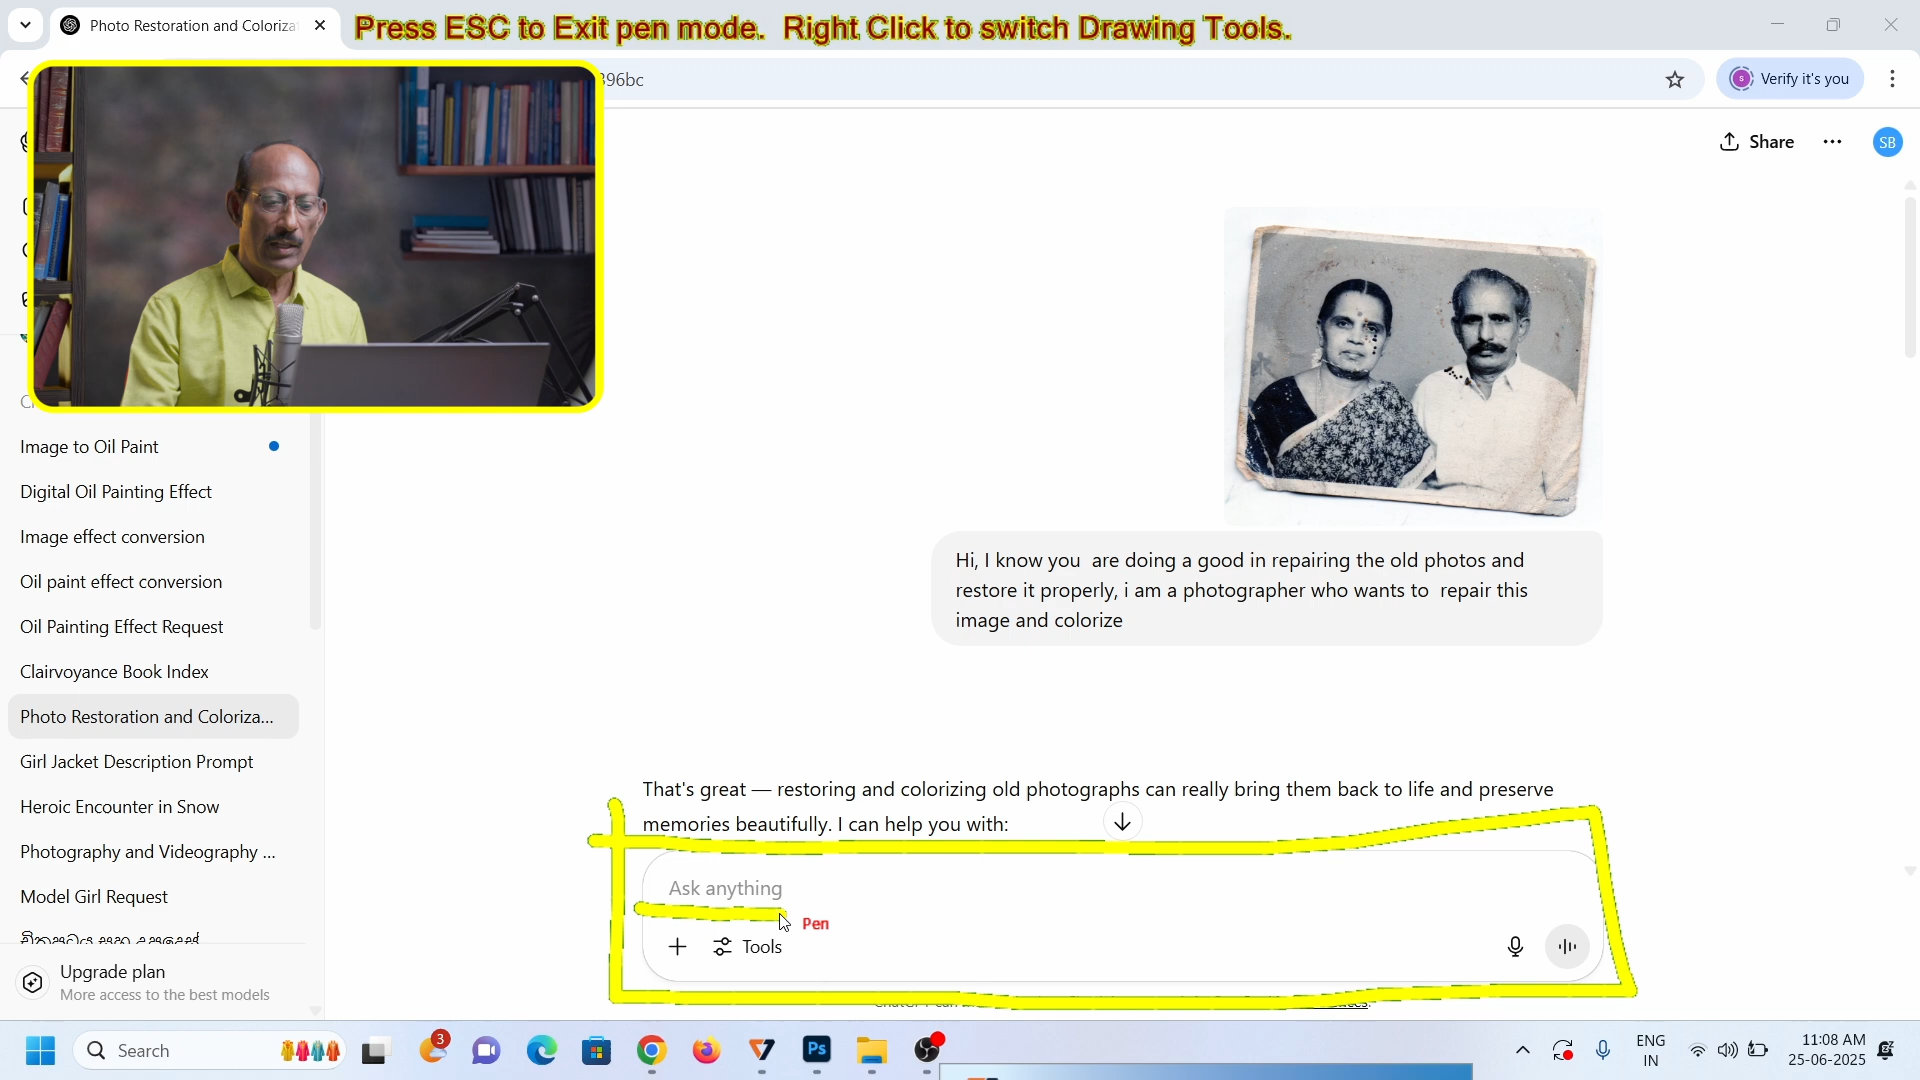 Photo Restoration and Coloriza
Press ESC to Exit pen mode. Right Click to switch Drawing Tools.
396bc
Verify it's you
Share
SB
Hi, I know you are doing a good in repairing the old photos and
restore it properly, i am a photographer who wants to repair this
image and colorize
Image to Oil Paint
Digital Oil Painting Effect
Image effect conversion
Oil paint effect conversion
Oil Painting Effect Request
Clairvoyance Book Index
Photo Restoration and Coloriza...
Girl Jacket Description Prompt
Heroic Encounter in Snow
Photography and Videography ...
Model Girl Request
Upgrade plan
More access to the best models
That's great — restoring and colorizing old photographs can really bring them back to life and preserve
memories beautifully. I can help you with:
Ask anything
Pen
Tools
Search
3
Ps
ENG
IN
11:08 AM
25-06-2025